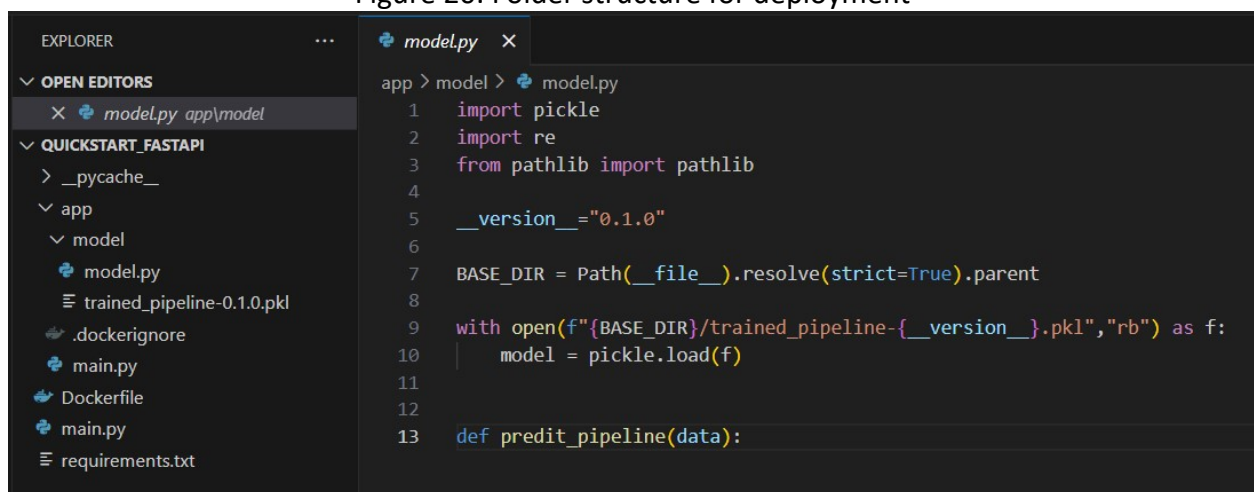 Figure 20: Folder structure for deployment
EXPLORER ...
OPEN EDITORS
model.py app\model
QUICKSTART_FASTAPI
__pycache__
app
model
model.py
trained_pipeline-0.1.0.pkl
.dockerignore
main.py
Dockerfile
main.py
requirements.txt
model.py
app > model > model.py
1 import pickle
2 import re
3 from pathlib import pathlib
4
5 __version__="0.1.0"
6
7 BASE_DIR = Path(__file__).resolve(strict=True).parent
8
9 with open(f"{BASE_DIR}/trained_pipeline-{__version__}.pkl","rb") as f:
10 model = pickle.load(f)
11
12
13 def predit_pipeline(data):